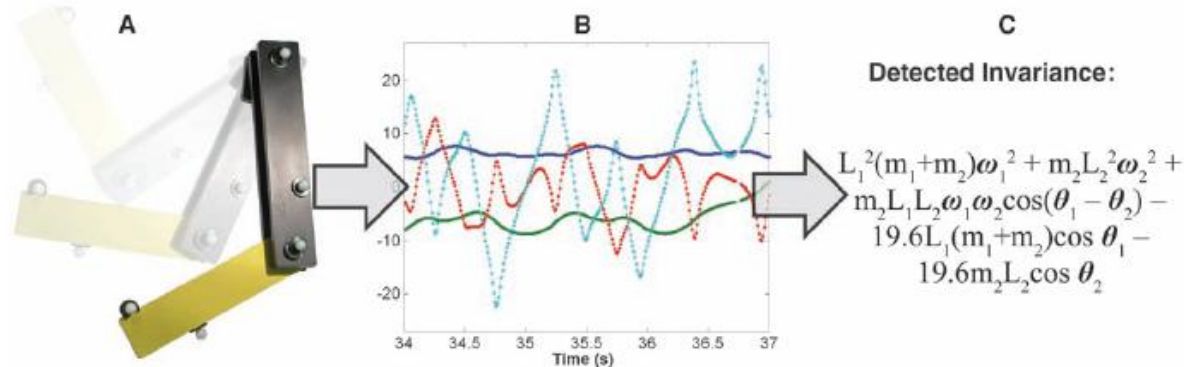 A
B
C
Detected Invariance:
20
10
0
-10
-20
34
34.5
35
35.5
36
36.5
37
Time (s)
L₁²(m₁+m₂)ω₁² + m₂L₂²ω₂² +
m₂L₁L₂ω₁ω₂cos(θ₁ − θ₂) −
19.6L₁(m₁+m₂)cos θ₁ −
19.6m₂L₂cos θ₂